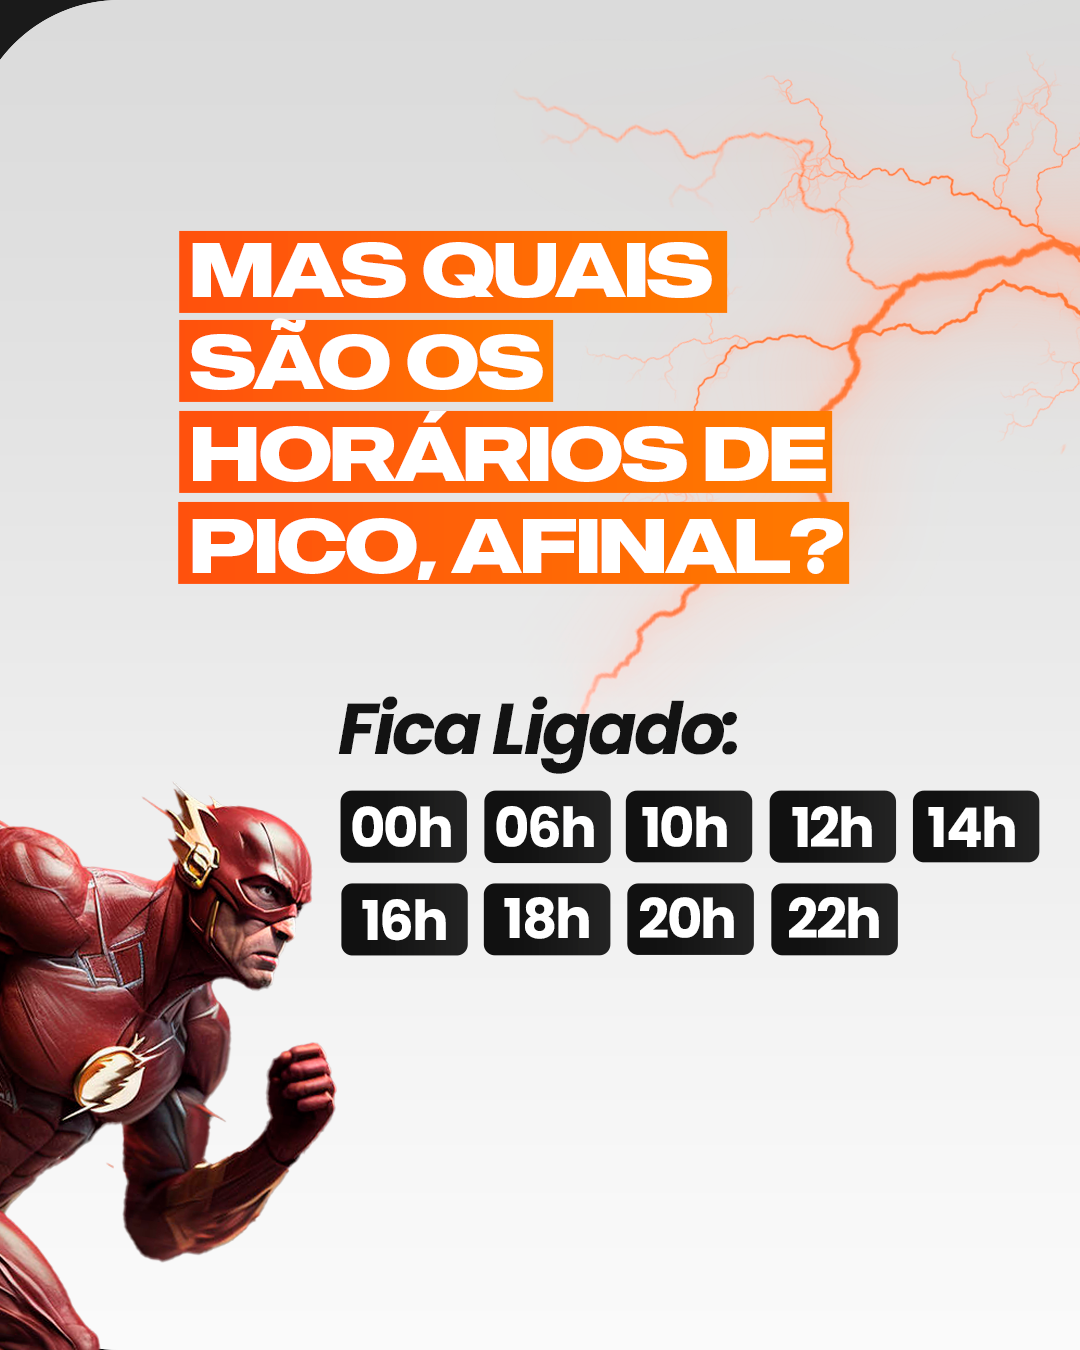 MAS QUAIS
SÃO OS
HORÁRIOS DE
PICO, AFINAL?
Fica Ligado:
00h 06h 10h 12h 14h
16h 18h 20h 22h